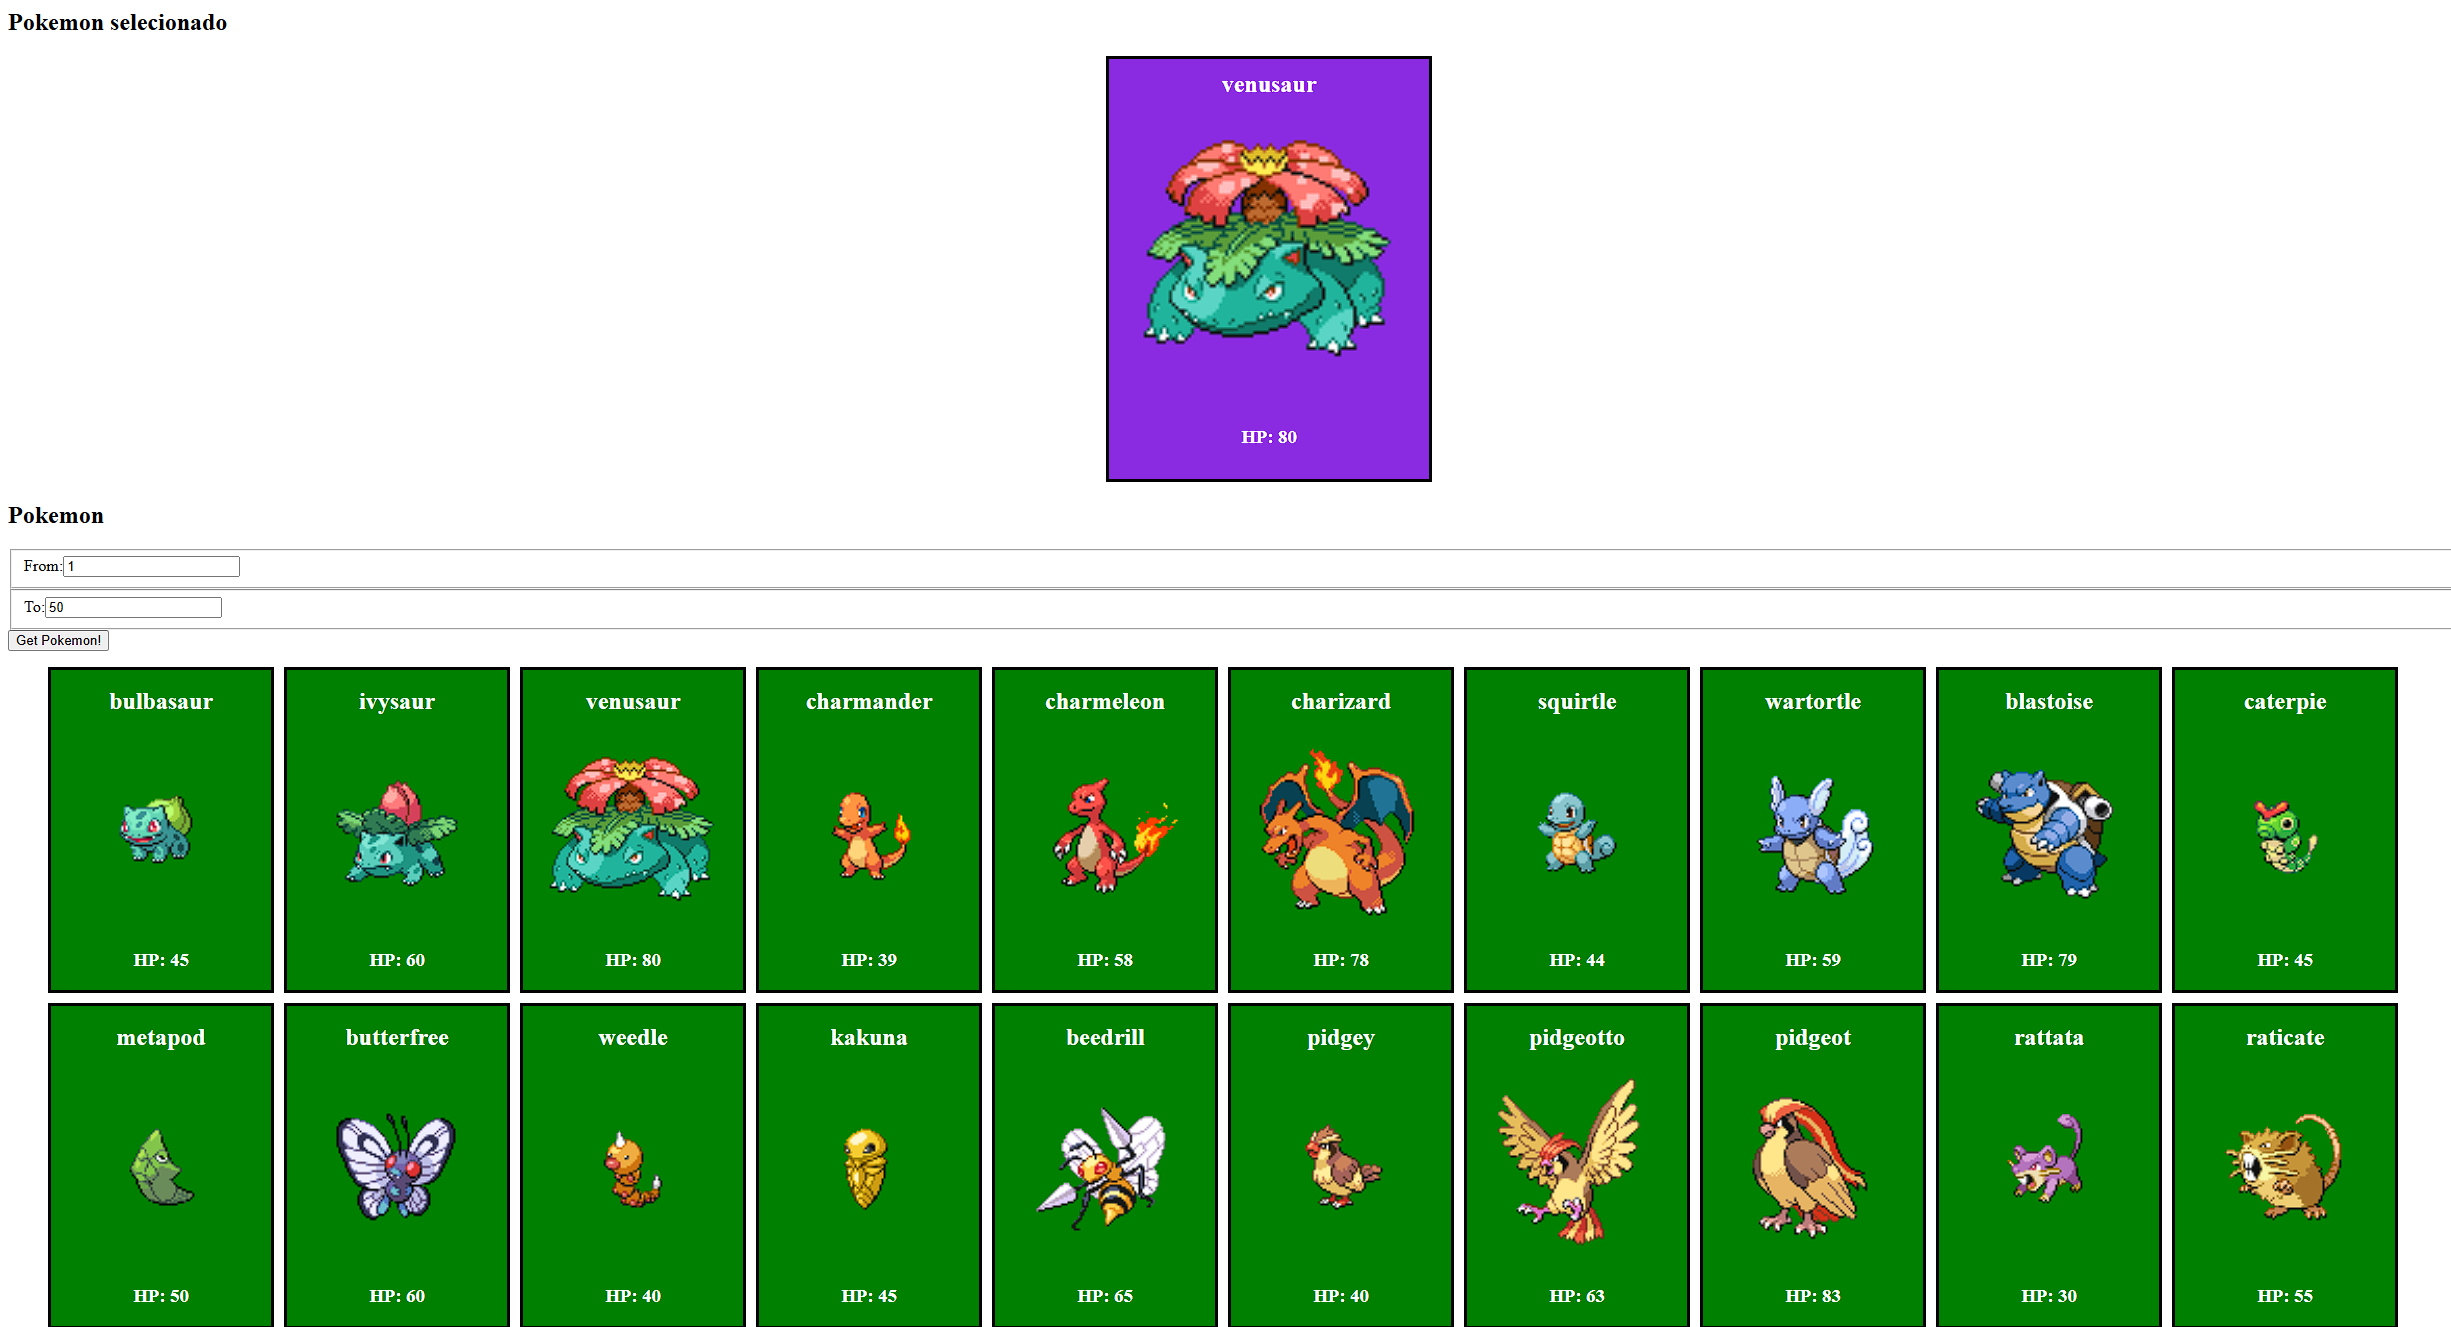 Pokemon selecionado
venusaur
HP: 80
Pokemon
From: 1
To: 50
Get Pokemon!
bulbasaur ivysaur venusaur charmander charmeleon charizard squirtle wartortle blastoise caterpie
HP: 45 HP: 60 HP: 80 HP: 39 HP: 58 HP: 78 HP: 44 HP: 59 HP: 79 HP: 45
metapod butterfree weedle kakuna beedrill pidgey pidgeotto pidgeot rattata raticate
HP: 50 HP: 60 HP: 40 HP: 45 HP: 65 HP: 40 HP: 63 HP: 83 HP: 30 HP: 55